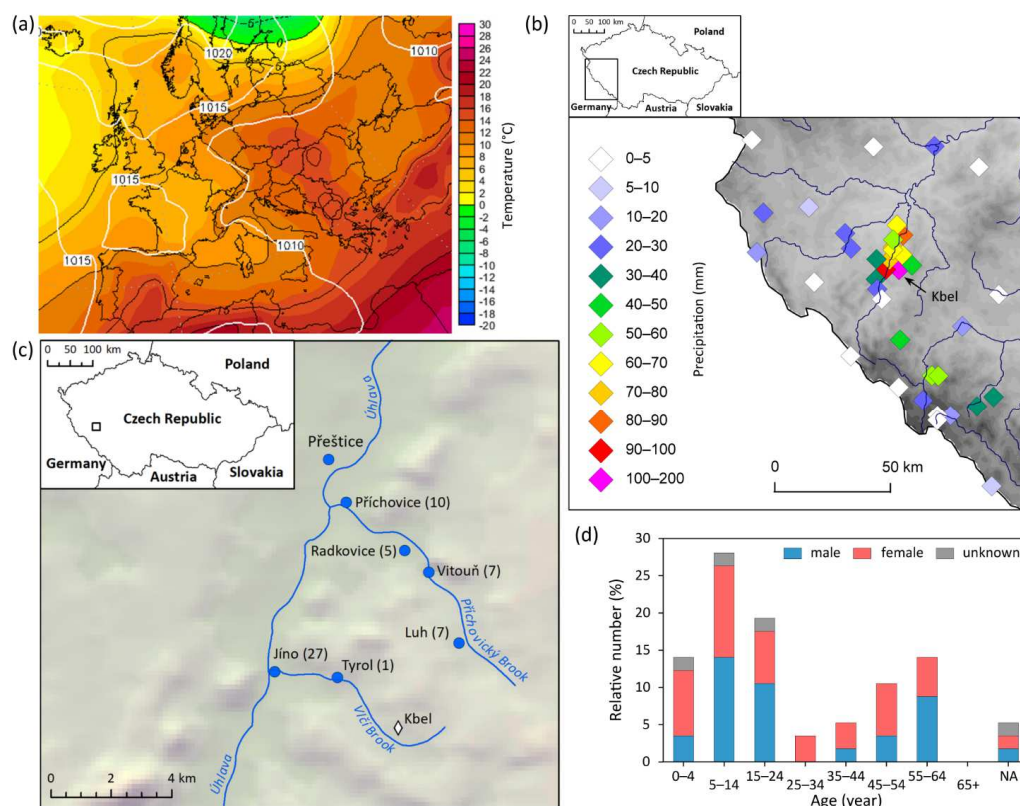 (a)
1020
-5
0
-5
1010
1015
1015
1015
1010
15
30
28
26
24
22
20
18
16
14
12
10
8
6
4
2
0
-2
-4
-6
-8
-10
-12
-14
-16
-18
-20
Temperature (°C)
(b)
0 50 100 km
Poland
Czech Republic
Germany
Austria
Slovakia
0–5
5–10
10–20
20–30
30–40
40–50
50–60
60–70
70–80
80–90
90–100
100–200
Precipitation (mm)
Kbel
0 50 km
(c)
0 50 100 km
Poland
Czech Republic
Germany
Austria
Slovakia
Úhlava
Přeštice
Příchovice (10)
Radkovice (5)
Vitouň (7)
Příchovický Brook
Luh (7)
Jíno (27)
Tyrol (1)
Kbel
Vlčí Brook
Úhlava
0 2 4 km
(d)
male female unknown
Relative number (%)
30
25
20
15
10
5
0
0–4
5–14
15–24
25–34
35–44
45–54
55–64
65+
NA
Age (year)